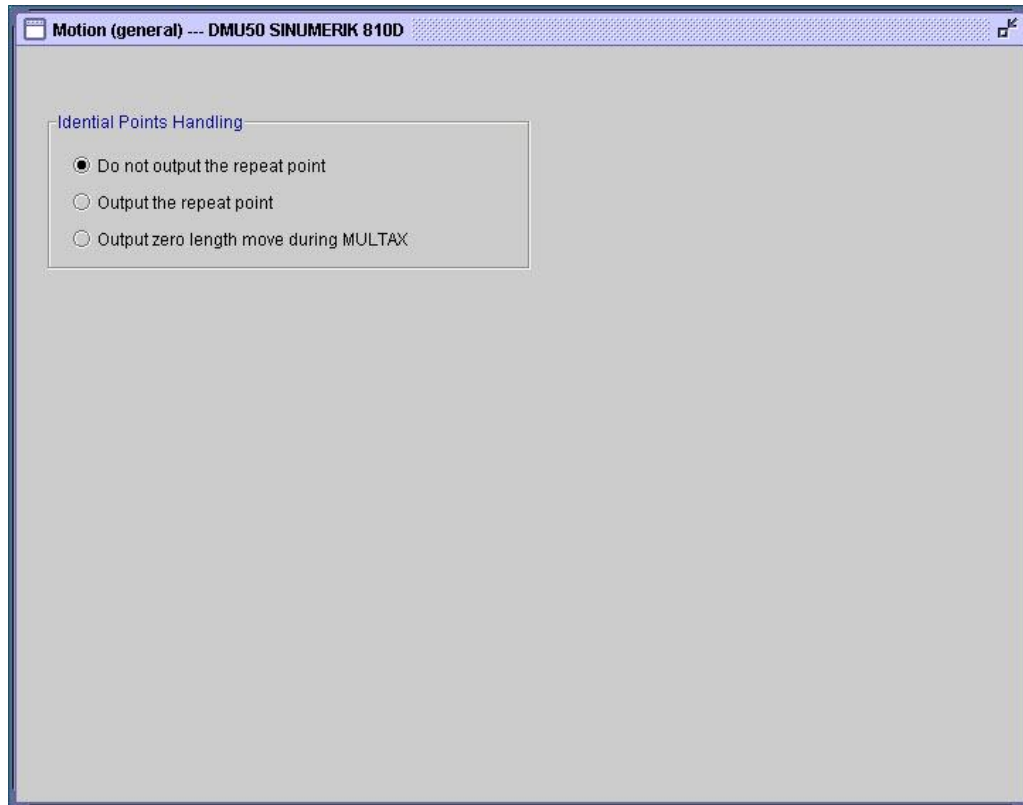 Motion (general) --- DMU50 SINUMERIK 810D
Idential Points Handling
Do not output the repeat point
Output the repeat point
Output zero length move during MULTAX